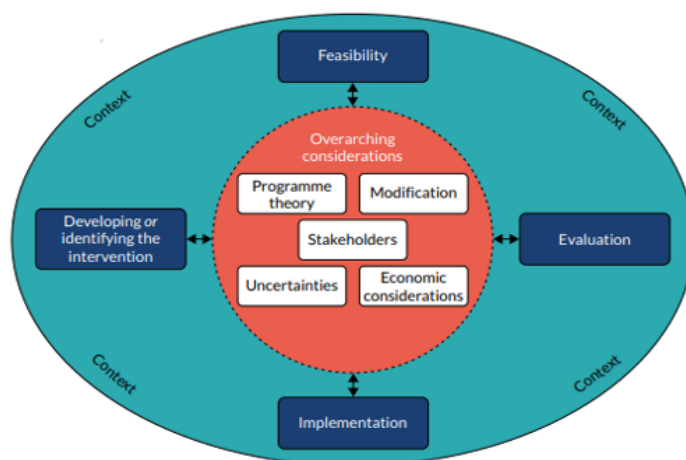 Feasibility
Context
Context
Overarching
considerations
Programme
theory
Modification
Developing or
identifying the
intervention
Stakeholders
Evaluation
Uncertainties
Economic
considerations
Context
Context
Implementation